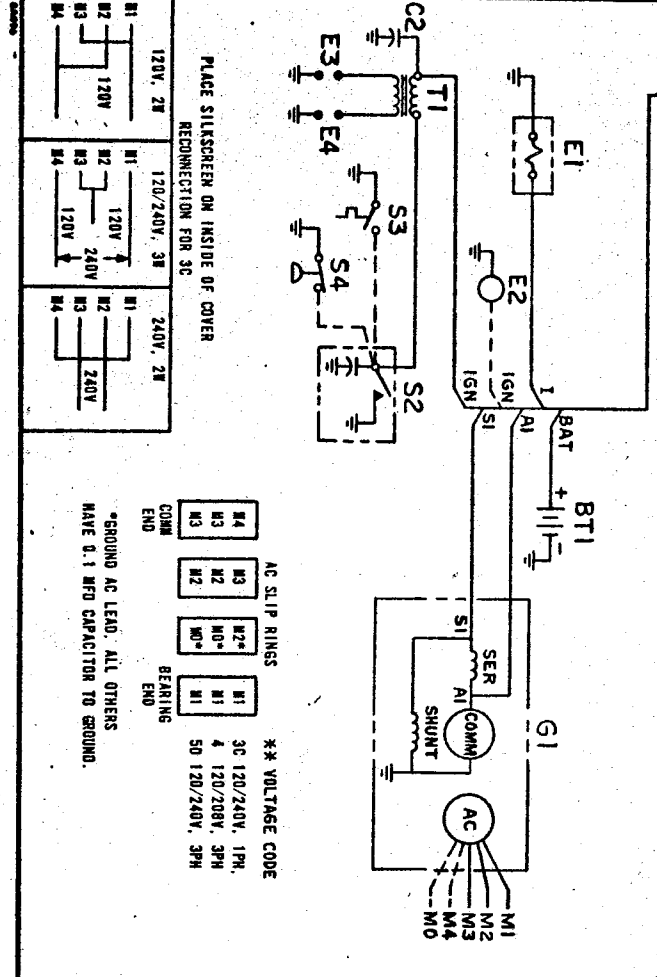 C2
E3
E4
T1
E1
E2
S3
S4
S2
I
IGN
IGN
BAT
A1
S1
BT1
+
-
G1
S1
SER
A1
COMM
SHUNT
AC
M1
M2
M3
M4
M0
PLACE SILKSCREEN ON INSIDE OF COVER
RECONNECTION FOR 3C
120V, 2W
M1
M2
M3
M4
120V
120/240V, 3W
M1
M2
M3
M4
120V
240V
120V
240V, 2W
M1
M2
M3
M4
240V
AC SLIP RINGS
M4 M3 M2* M1
M3 M2 M0* M1
M3 M2 M0* M1
COMM
END
BEARING
END
** VOLTAGE CODE
3C 120/240V, 1PH,
4 120/208V, 3PH
5D 120/240V, 3PH
*GROUND AC LEAD. ALL OTHERS
HAVE 0.1 MFD CAPACITOR TO GROUND.